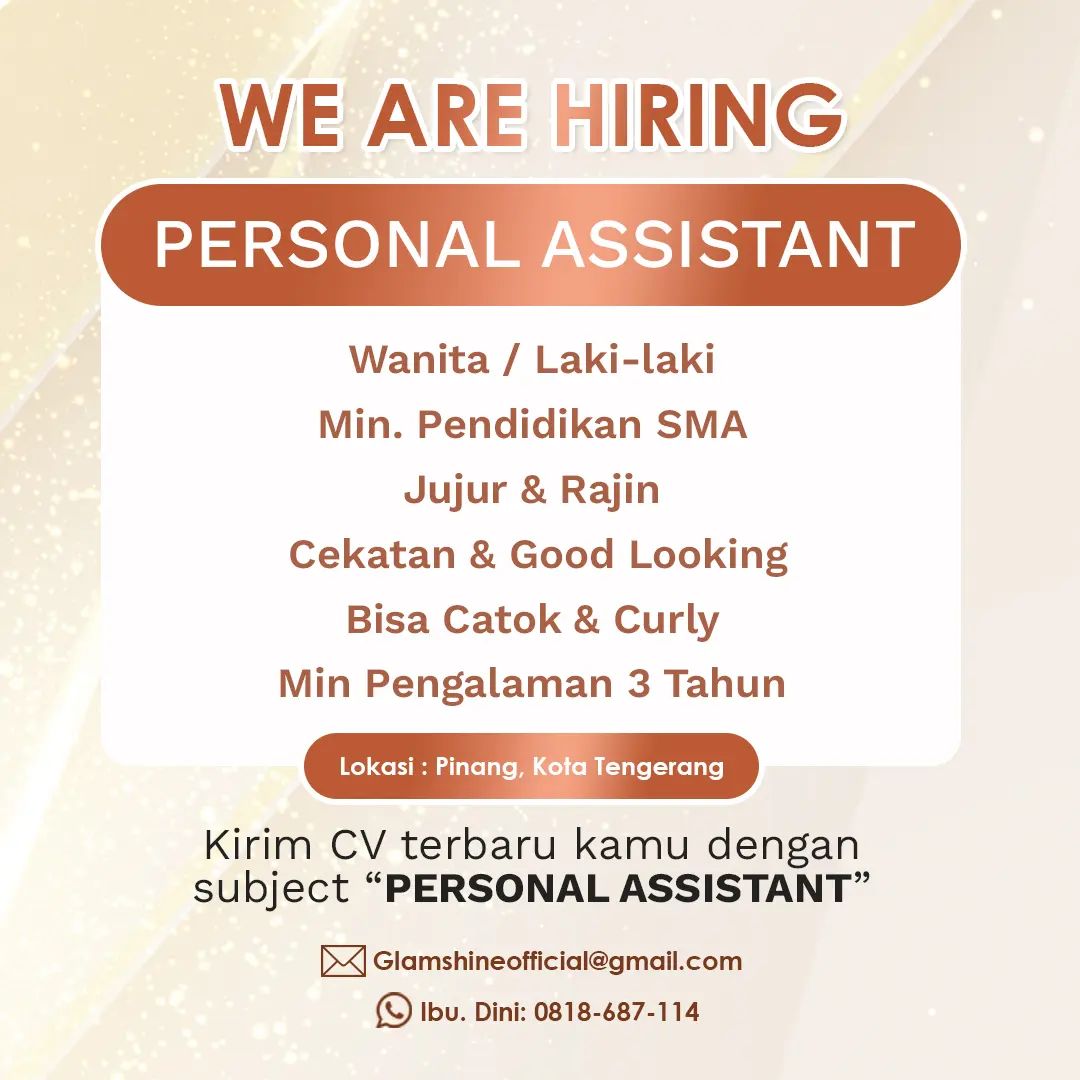 WE ARE HIRING
PERSONAL ASSISTANT
Wanita / Laki-laki
Min. Pendidikan SMA
Jujur & Rajin
Cekatan & Good Looking
Bisa Catok & Curly
Min Pengalaman 3 Tahun
Lokasi : Pinang, Kota Tengerang
Kirim CV terbaru kamu dengan
subject “PERSONAL ASSISTANT”
Glamshineofficial@gmail.com
Ibu. Dini: 0818-687-114